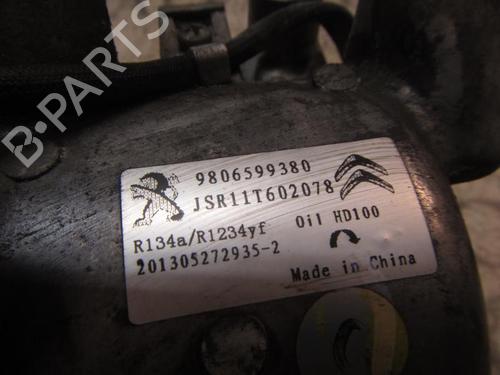 B-PARTS
9806599380
JSR11T602078
R134a/R1234yf Oil HD100
201305272935-2
Made in China